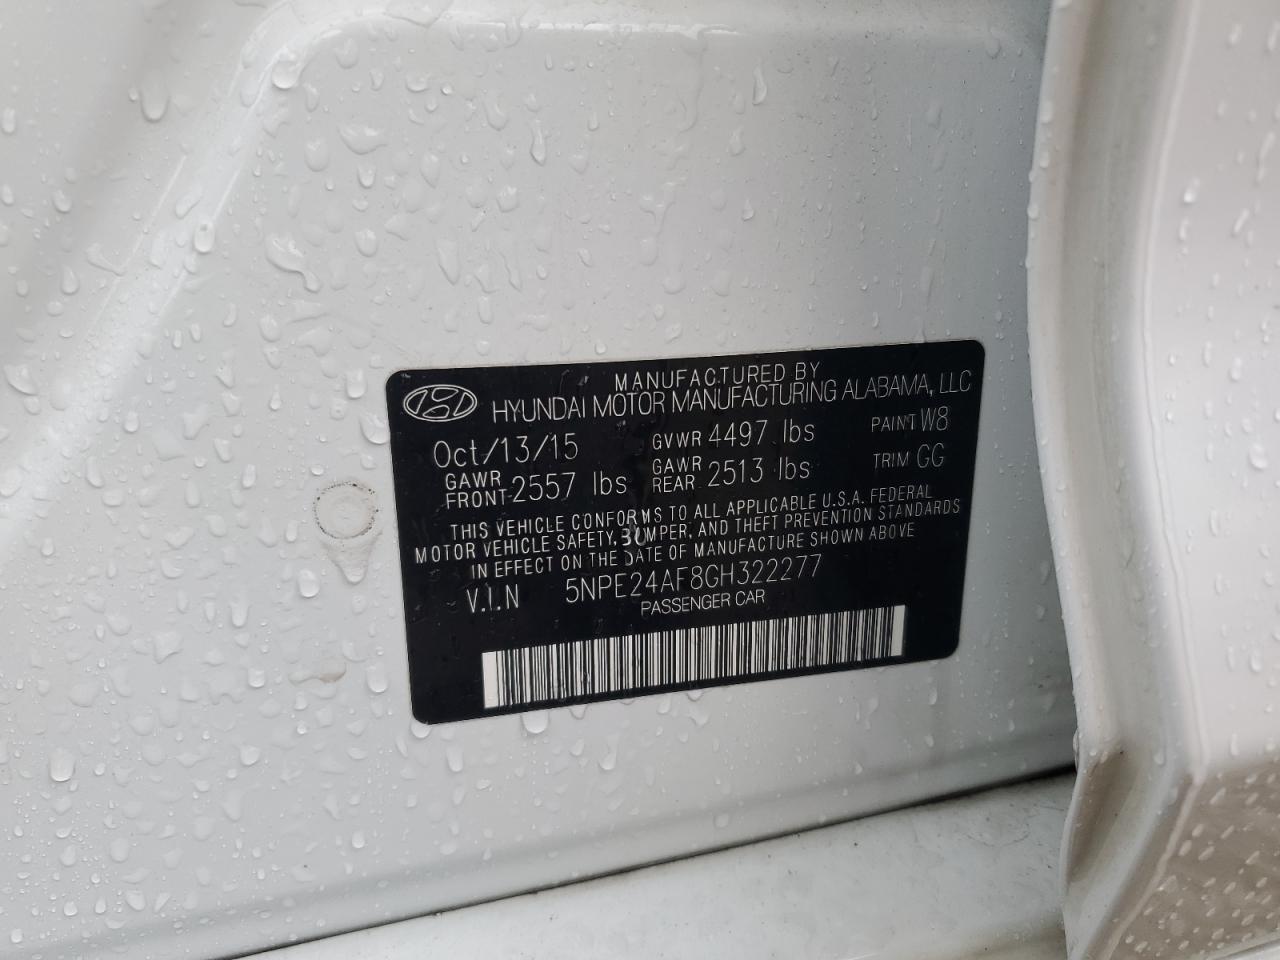 MANUFACTURED BY
HYUNDAI MOTOR MANUFACTURING ALABAMA, LLC
Oct/13/15 GVWR 4497 lbs PAINT W8
GAWR FRONT 2557 lbs GAWR REAR 2513 lbs TRIM GG
THIS VEHICLE CONFORMS TO ALL APPLICABLE U.S.A. FEDERAL
MOTOR VEHICLE SAFETY, BUMPER, AND THEFT PREVENTION STANDARDS
IN EFFECT ON THE DATE OF MANUFACTURE SHOWN ABOVE
V.I.N 5NPE24AF8GH322277
PASSENGER CAR